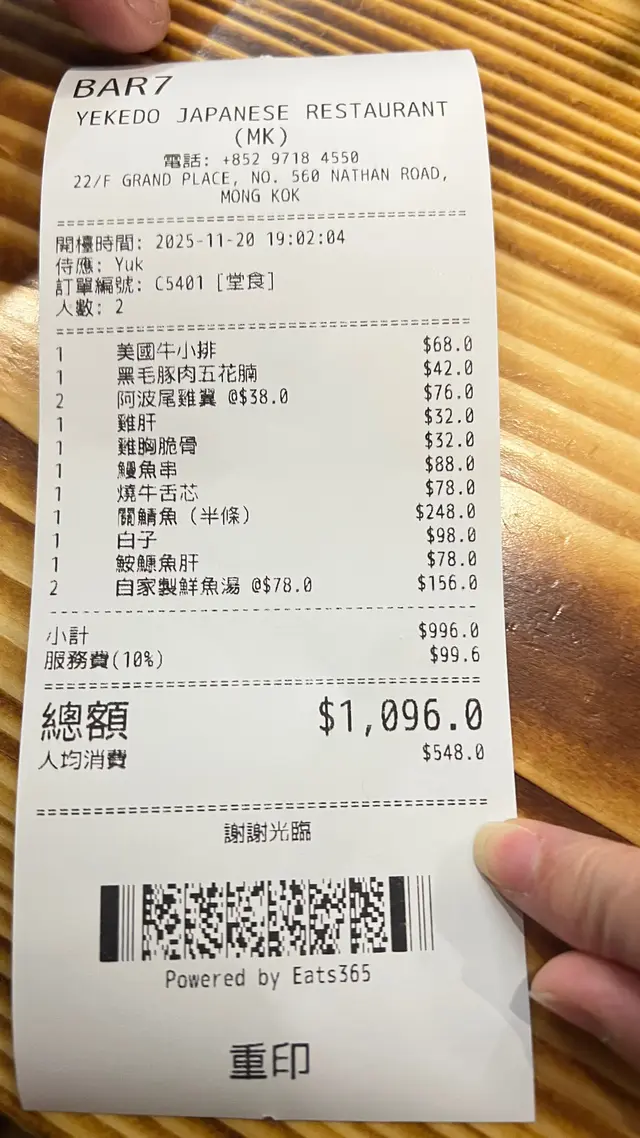 BAR7
YEKEDO JAPANESE RESTAURANT
(MK)
電話: +852 9718 4550
22/F GRAND PLACE, NO. 560 NATHAN ROAD,
MONG KOK
開檯時間: 2025-11-20 19:02:04
侍應: Yuk
訂單編號: C5401 [堂食]
人數: 2
1 美國牛小排 $68.0
1 黑毛豚肉五花腩 $42.0
2 阿波尾雞翼 @$38.0 $76.0
1 雞肝 $32.0
1 雞胸脆骨 $32.0
1 鰻魚串 $88.0
1 燒牛舌芯 $78.0
1 關鯖魚 (半條) $248.0
1 白子 $98.0
1 鮟鱇魚肝 $78.0
2 自家製鮮魚湯 @$78.0 $156.0
小計 $996.0
服務費(10%) $99.6
總額 $1,096.0
人均消費 $548.0
謝謝光臨
Powered by Eats365
重印